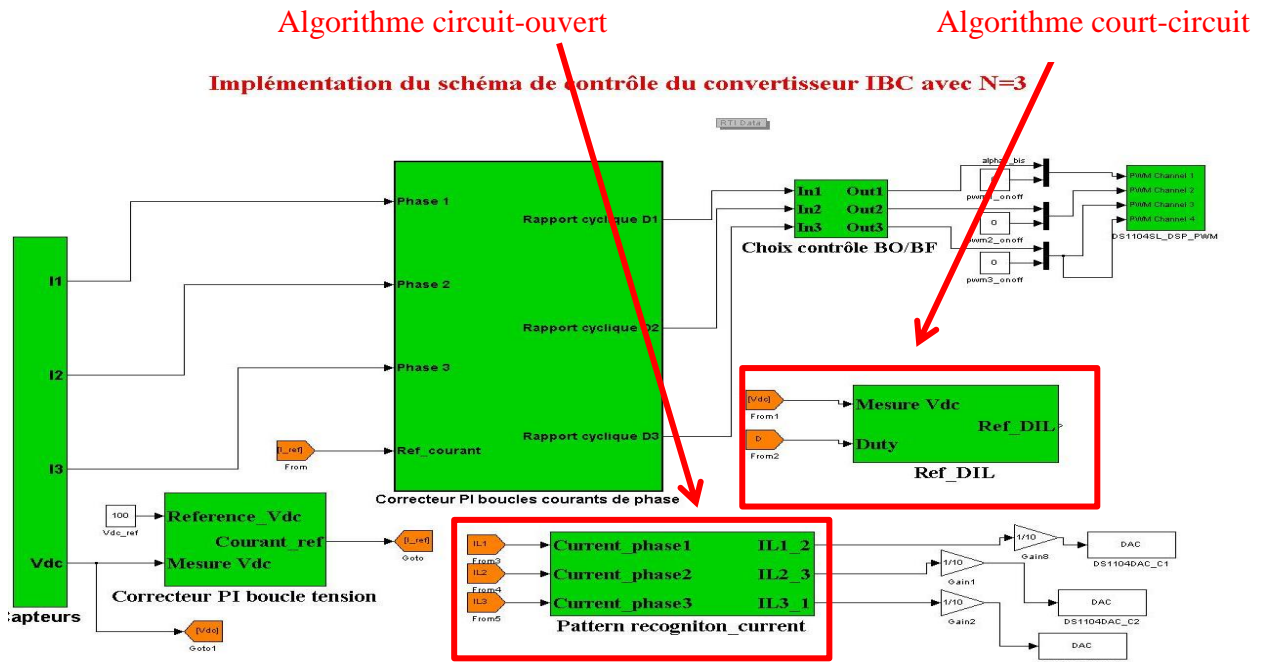 Algorithme circuit-ouvert
Algorithme court-circuit
Implémentation du schéma de contrôle du convertisseur IBC avec N=3
RTI Data
I1
I2
I3
Vdc
Capteurs
Phase 1
Phase 2
Phase 3
Ref_courant
Rapport cyclique D1
Rapport cyclique D2
Rapport cyclique D3
Correcteur PI boucles courants de phase
[I_ref]
From
In1 Out1
In2 Out2
In3 Out3
Choix contrôle BO/BF
alpha1_bis
pwm1_onoff
0
pwm2_onoff
0
pwm3_onoff
PWM Channel 1
PWM Channel 2
PWM Channel 3
PWM Channel 4
DS1104SL_DSP_PWM
[Vdc]
From1
D
From2
Mesure Vdc
Duty
Ref_DIL
Ref_DIL
100
Vdc_ref
Reference_Vdc
Courant_ref
Mesure Vdc
Correcteur PI boucle tension
[I_ref]
Goto
[Vdc]
Goto1
IL1
From3
IL2
From4
IL3
From5
Current_phase1 IL1_2
Current_phase2 IL2_3
Current_phase3 IL3_1
Pattern recogniton_current
1/10
Gain8
DAC
DS1104DAC_C1
1/10
Gain1
DAC
DS1104DAC_C2
1/10
Gain2
DAC